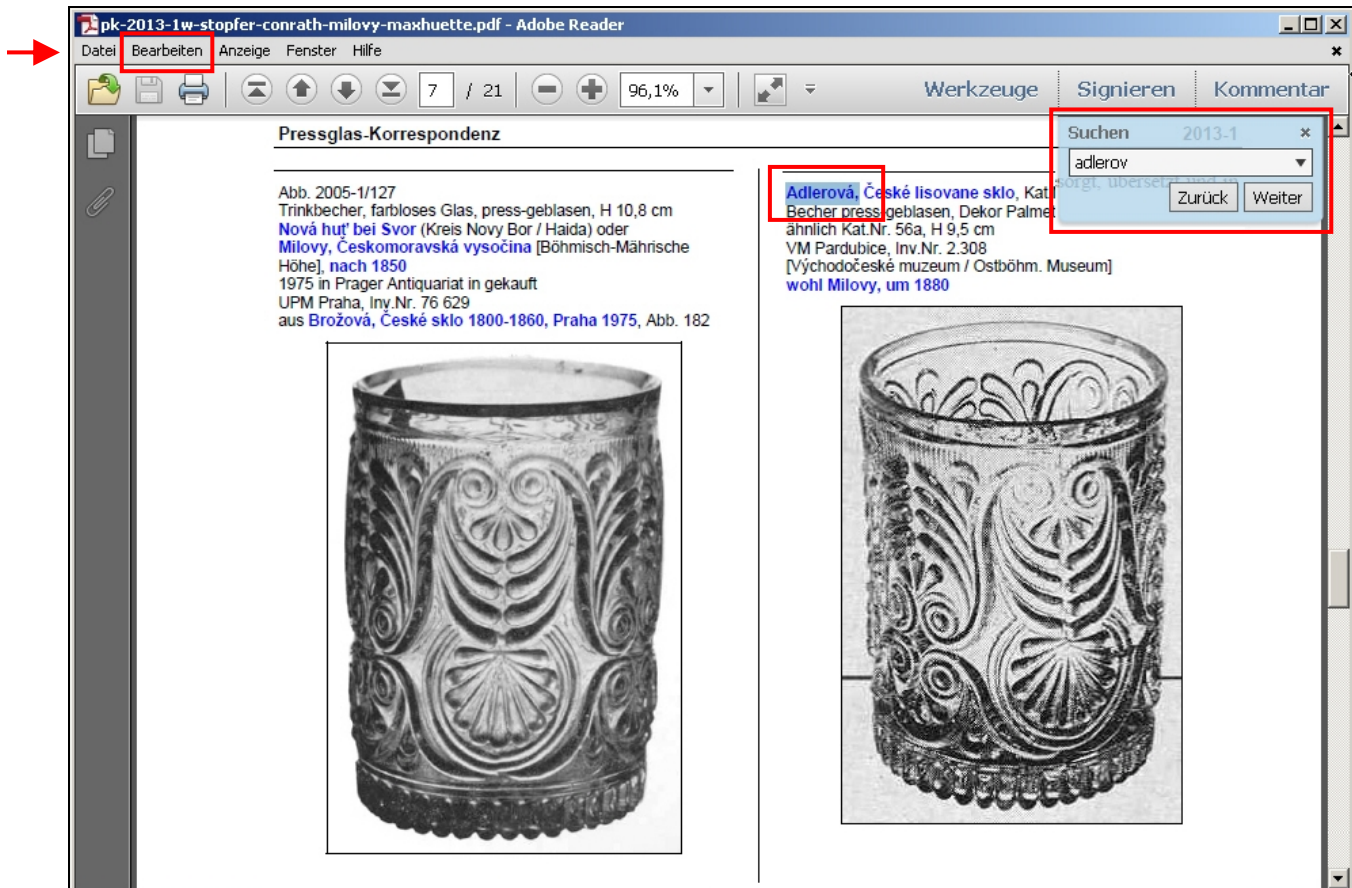 pk-2013-1w-stopfer-conrath-milovy-maxhuette.pdf - Adobe Reader
Datei Bearbeiten Anzeige Fenster Hilfe
7 / 21 96,1% Werkzeuge Signieren Kommentar
Pressglas-Korrespondenz
Suchen 2013-1
adlerov
Zurück Weiter
Abb. 2005-1/127
Trinkbecher, farbloses Glas, press-geblasen, H 10,8 cm
Nová huť bei Svor (Kreis Novy Bor / Haida) oder
Milovy, Českomoravská vysočina [Böhmisch-Mährische
Höhe], nach 1850
1975 in Prager Antiquariat in gekauft
UPM Praha, Inv.Nr. 76 629
aus Brožová, České sklo 1800-1860, Praha 1975, Abb. 182
Adlerová, České lisovane sklo, Kat.
Becher press-geblasen, Dekor Palmet
ähnlich Kat.Nr. 56a, H 9,5 cm
VM Pardubice, Inv.Nr. 2.308
[Východočeské muzeum / Ostböhm. Museum]
wohl Milovy, um 1880